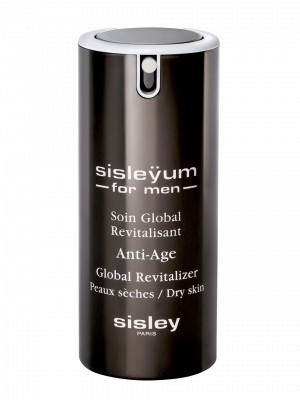 sisleÿum
for men
Soin Global
Revitalisant
Anti-Age
Global Revitalizer
Peaux sèches / Dry skin
sisley
PARIS